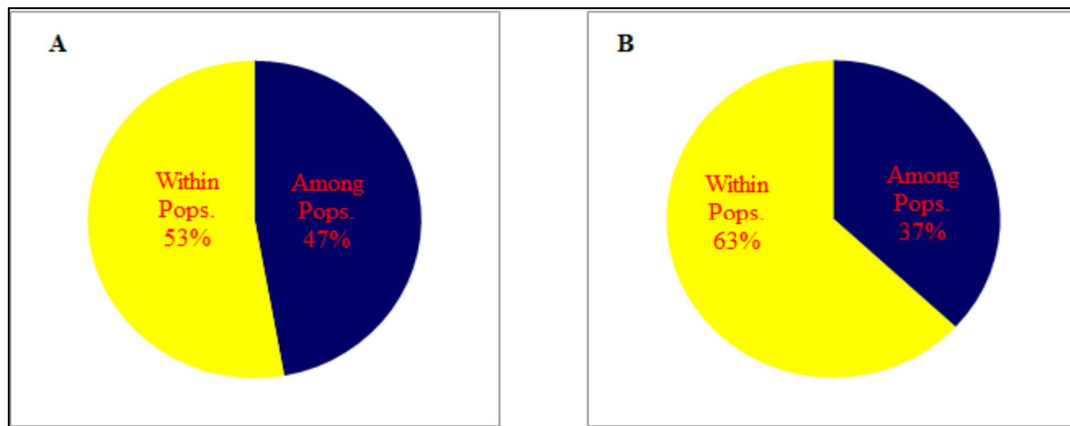 A
Within
Pops.
53%
Among
Pops.
47%
B
Within
Pops.
63%
Among
Pops.
37%